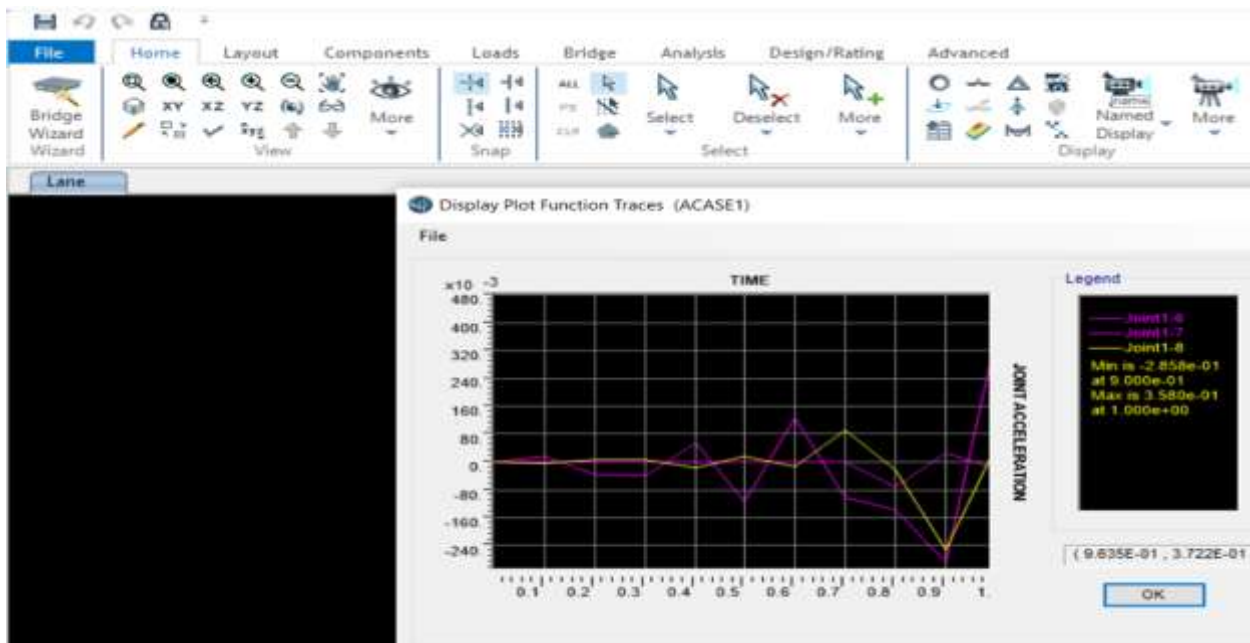 File Home Layout Components Loads Bridge Analysis Design/Rating Advanced
ALL
XY XZ YZ
Bridge
Wizard
More
Select
Deselect
More
name
Named
Display
More
Wizard
View
Snap
Select
Display
Lane
Display Plot Function Traces (ACASE1)
File
x10 -3
TIME
Legend
480.
400.
320.
240.
160.
80.
0.
-80.
-160.
-240.
JOINT ACCELERATION
Joint1-6
Joint1-7
Joint1-8
Min is -2.858e-01
at 9.000e-01
Max is 3.580e-01
at 1.000e+00
0.1 0.2 0.3 0.4 0.5 0.6 0.7 0.8 0.9 1.
( 9.635E-01 , 3.722E-01
OK